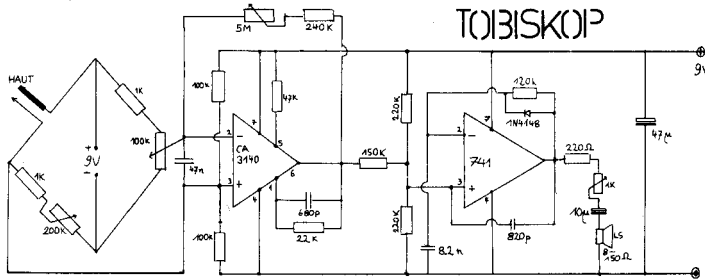 TOBISKOP
5M
240K
9V
HAUT
1K
100K
+
9V
-
1K
200K
47n
100K
100K
2
3
7
4
CA
3140
47K
5
1
6
680p
22K
150K
220K
220K
8.2n
120k
1N4148
2
3
7
4
741
820p
220Ω
1K
10µ
LS
8-150Ω
47µ